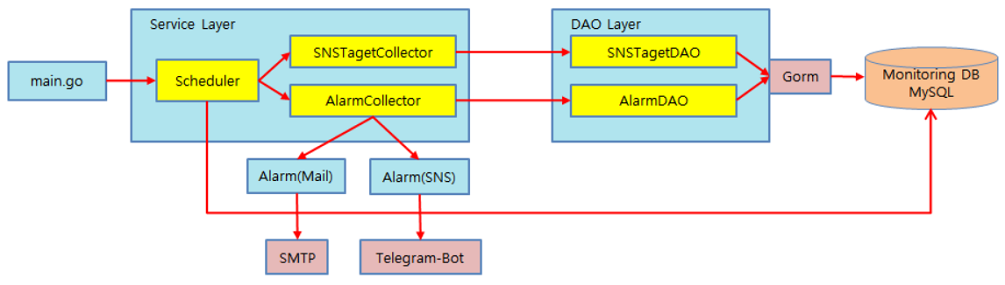 Service Layer
DAO Layer
SNSTagetCollector
SNSTagetDAO
main.go
Scheduler
Gorm
Monitoring DB
MySQL
AlarmCollector
AlarmDAO
Alarm(Mail)
Alarm(SNS)
SMTP
Telegram-Bot